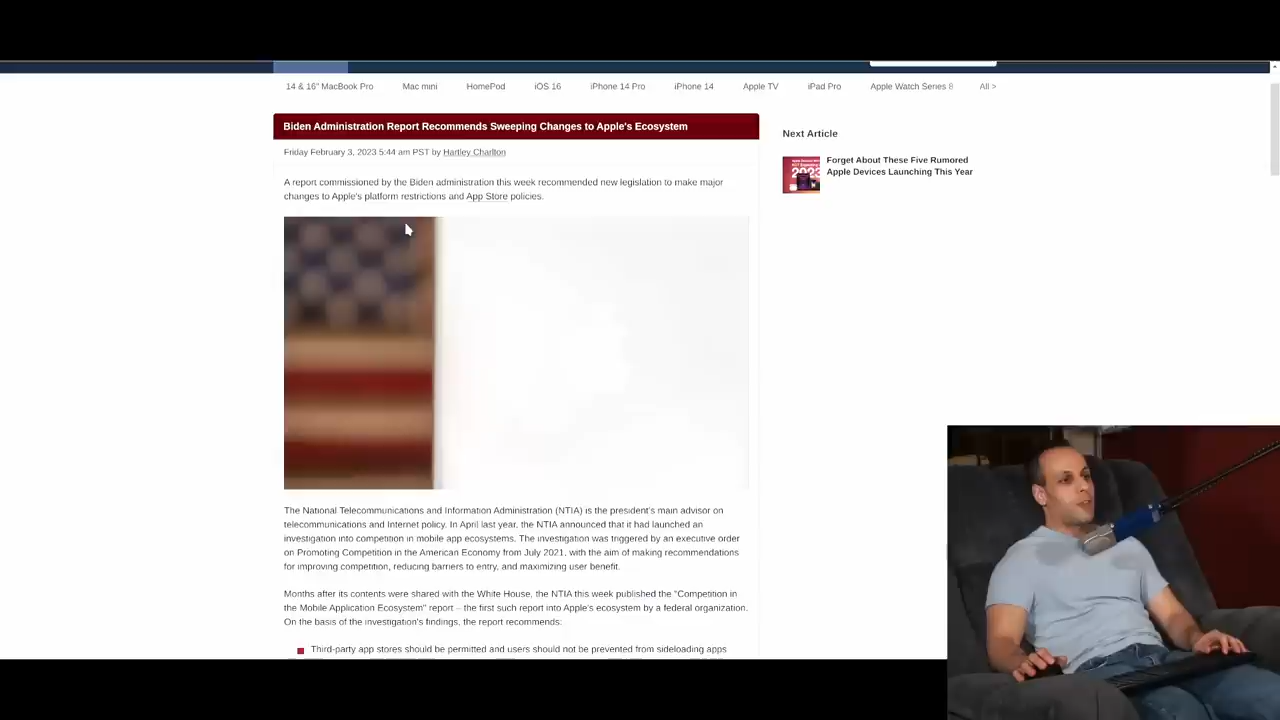 14 & 16" MacBook Pro
Mac mini
HomePod
iOS 16
iPhone 14 Pro
iPhone 14
Apple TV
iPad Pro
Apple Watch Series 8
All >
Biden Administration Report Recommends Sweeping Changes to Apple's Ecosystem
Friday February 3, 2023 5:44 am PST by Hartley Charlton
A report commissioned by the Biden administration this week recommended new legislation to make major
changes to Apple's platform restrictions and App Store policies.
The National Telecommunications and Information Administration (NTIA) is the president's main advisor on
telecommunications and Internet policy. In April last year, the NTIA announced that it had launched an
investigation into competition in mobile app ecosystems. The investigation was triggered by an executive order
on Promoting Competition in the American Economy from July 2021, with the aim of making recommendations
for improving competition, reducing barriers to entry, and maximizing user benefit.
Months after its contents were shared with the White House, the NTIA this week published the "Competition in
the Mobile Application Ecosystem" report – the first such report into Apple's ecosystem by a federal organization.
On the basis of the investigation's findings, the report recommends:
Third-party app stores should be permitted and users should not be prevented from sideloading apps
Next Article
Forget About These Five Rumored
Apple Devices Launching This Year
2023